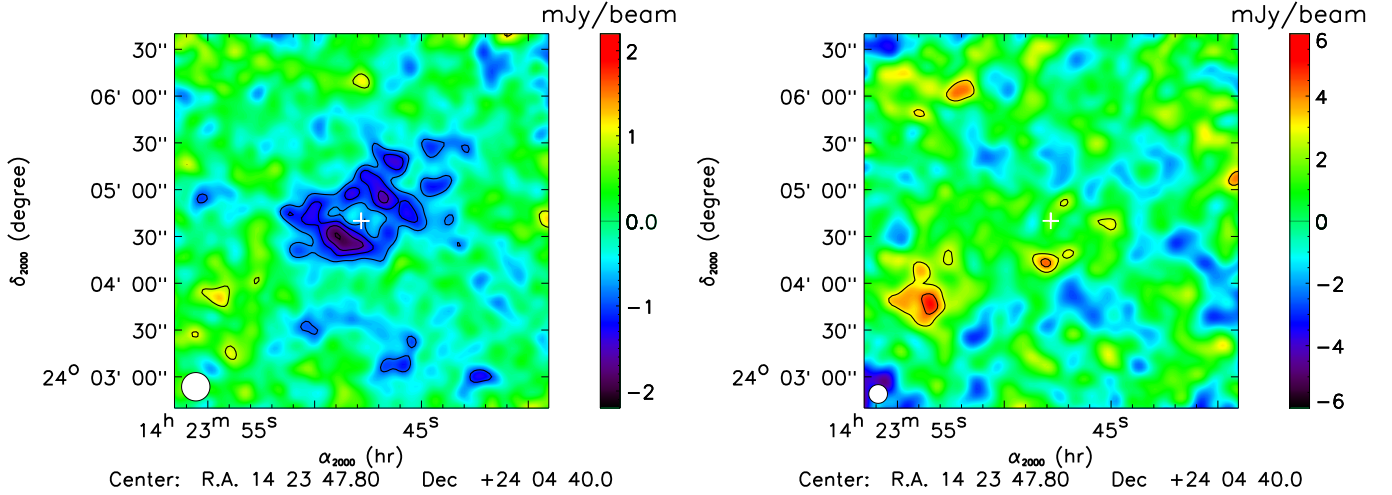 mJy/beam
30''
06' 00''
30''
05' 00''
30''
04' 00''
30''
24° 03' 00''
δ2000 (degree)
14h 23m 55s 45s
α2000 (hr)
Center: R.A. 14 23 47.80 Dec +24 04 40.0
2
1
0.0
−1
−2
mJy/beam
30''
06' 00''
30''
05' 00''
30''
04' 00''
30''
24° 03' 00''
δ2000 (degree)
14h 23m 55s 45s
α2000 (hr)
Center: R.A. 14 23 47.80 Dec +24 04 40.0
6
4
2
0
−2
−4
−6